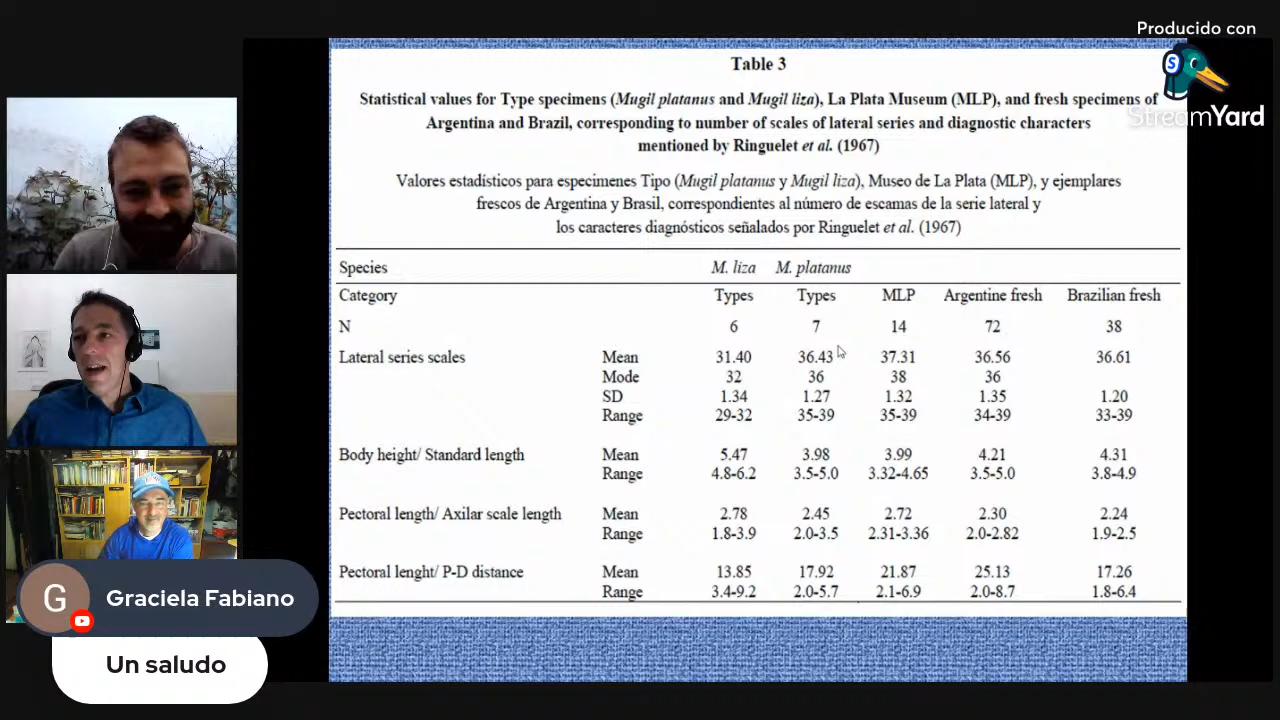 Producido con
StreamYard
Table 3
Statistical values for Type specimens (Mugil platanus and Mugil liza), La Plata Museum (MLP), and fresh specimens of
Argentina and Brazil, corresponding to number of scales of lateral series and diagnostic characters
mentioned by Ringuelet et al. (1967)
Valores estadísticos para especimenes Tipo (Mugil platanus y Mugil liza), Museo de La Plata (MLP), y ejemplares
frescos de Argentina y Brasil, correspondientes al número de escamas de la serie lateral y
los caracteres diagnósticos señalados por Ringuelet et al. (1967)
Species M. liza M. platanus
Category Types Types MLP Argentine fresh Brazilian fresh
N 6 7 14 72 38
Lateral series scales Mean 31.40 36.43 37.31 36.56 36.61
Mode 32 36 38 36
SD 1.34 1.27 1.32 1.35 1.20
Range 29-32 35-39 35-39 34-39 33-39
Body height/ Standard length Mean 5.47 3.98 3.99 4.21 4.31
Range 4.8-6.2 3.5-5.0 3.32-4.65 3.5-5.0 3.8-4.9
Pectoral length/ Axilar scale length Mean 2.78 2.45 2.72 2.30 2.24
Range 1.8-3.9 2.0-3.5 2.31-3.36 2.0-2.82 1.9-2.5
Pectoral lenght/ P-D distance Mean 13.85 17.92 21.87 25.13 17.26
Range 3.4-9.2 2.0-5.7 2.1-6.9 2.0-8.7 1.8-6.4
G
Graciela Fabiano
Un saludo